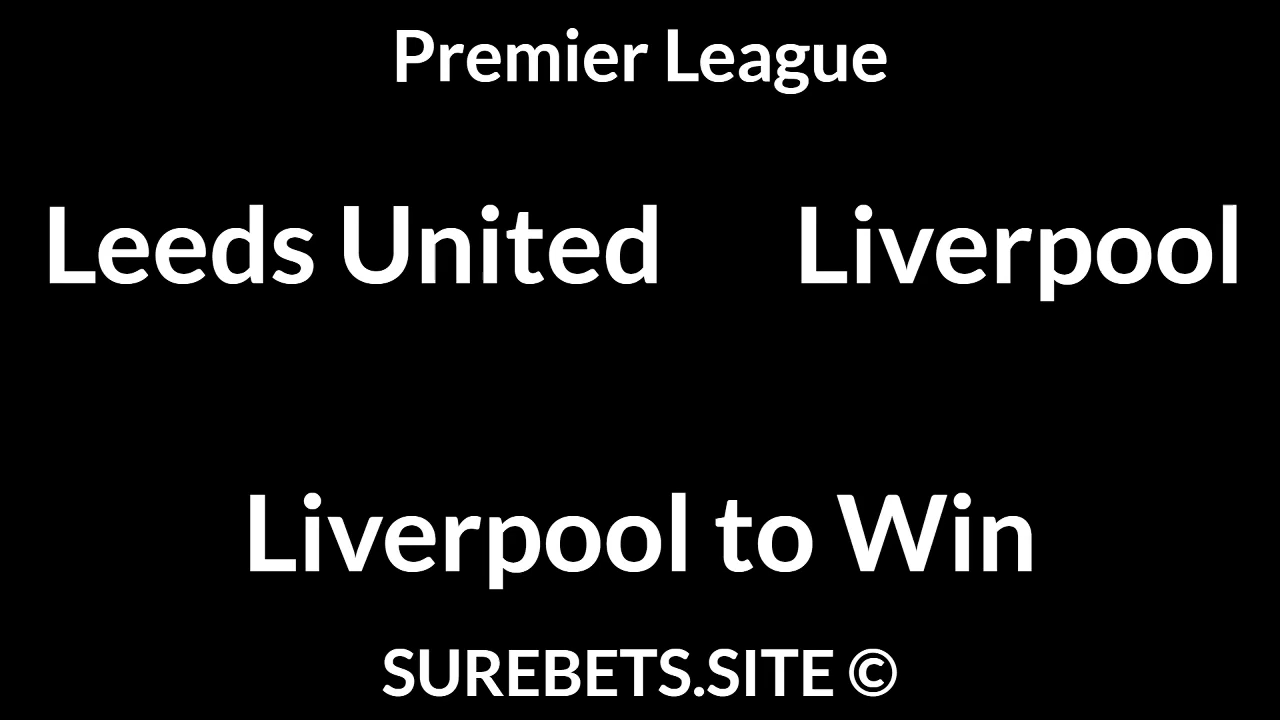 Premier League
Leeds United Liverpool
Liverpool to Win
SUREBETS.SITE ©